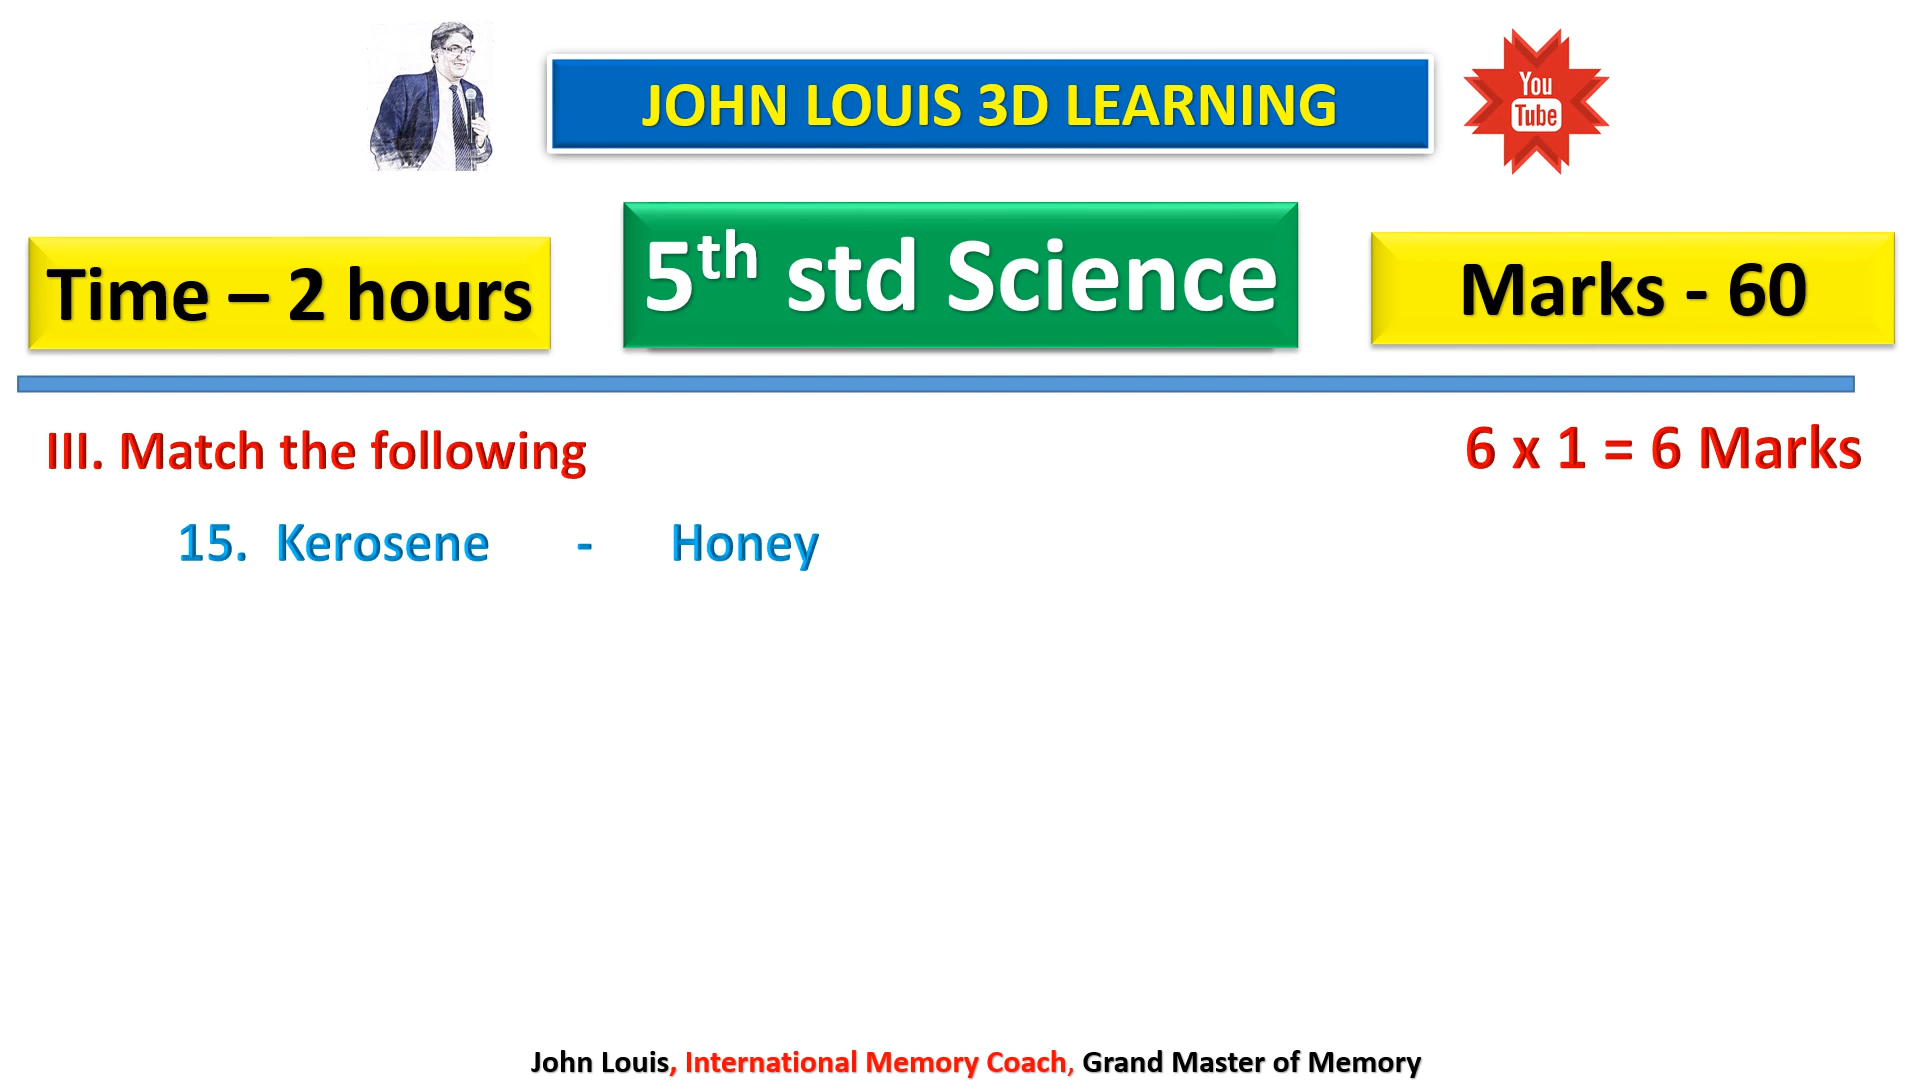 JOHN LOUIS 3D LEARNING
You
Tube
Time – 2 hours
5th std Science
Marks - 60
III. Match the following
6 x 1 = 6 Marks
15. Kerosene - Honey
John Louis, International Memory Coach, Grand Master of Memory